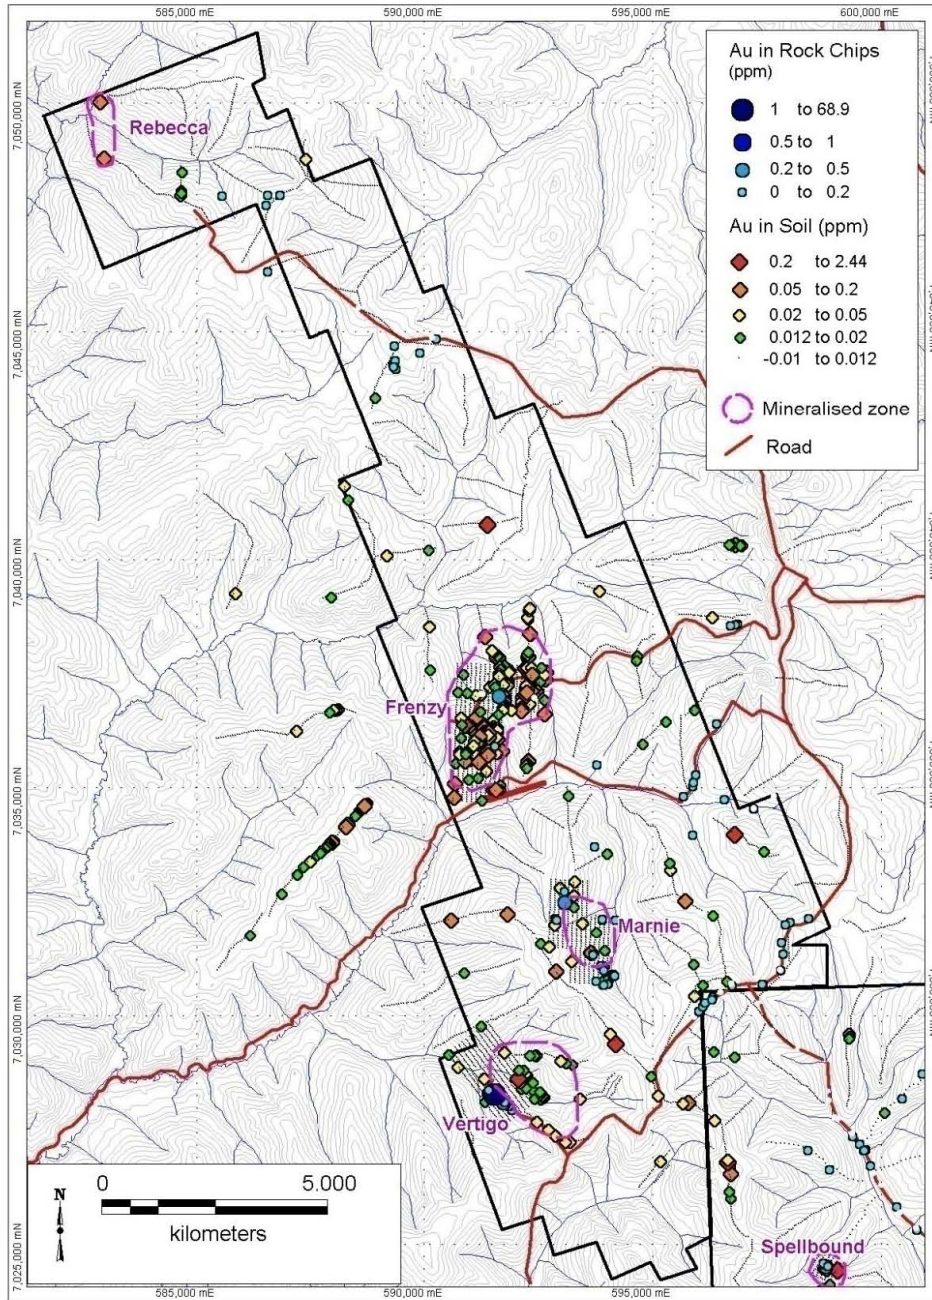 585,000 mE
590,000 mE
595,000 mE
600,000 mE
Au in Rock Chips
(ppm)
1 to 68.9
0.5 to 1
0.2 to 0.5
0 to 0.2
Au in Soil (ppm)
0.2 to 2.44
0.05 to 0.2
0.02 to 0.05
0.012 to 0.02
-0.01 to 0.012
Mineralised zone
Road
7,050,000 mN
Rebecca
7,045,000 mN
7,040,000 mN
Frenzy
7,035,000 mN
Marnie
7,030,000 mN
Vertigo
N
0 5.000
kilometers
Spellbound
7,025,000 mN
585,000 mE
590,000 mE
595,000 mE
600,000 mE